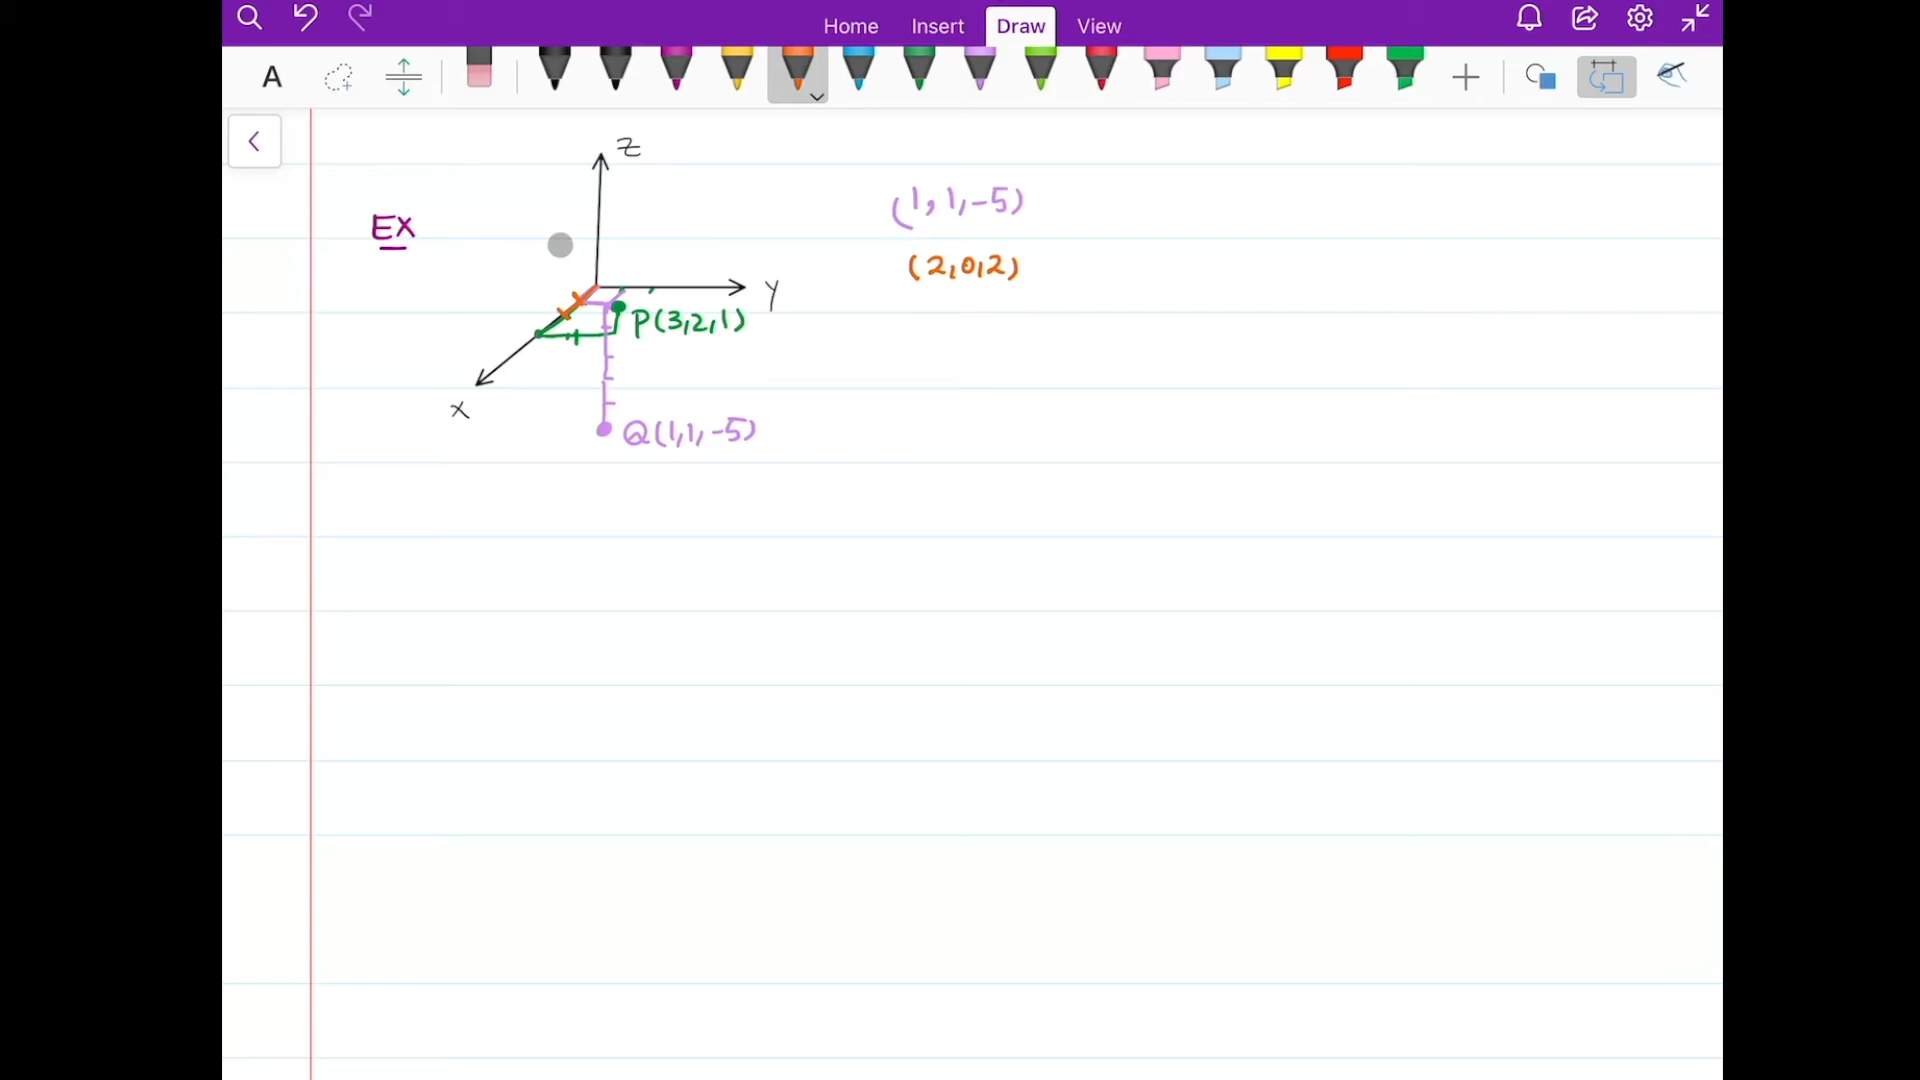 Home Insert Draw View
A
z
(1, 1, -5)
EX
(2,0,2)
y
P(3,2,1)
x
Q(1,1,-5)